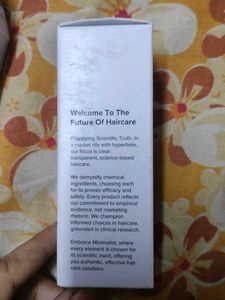 Welcome To The
Future Of Haircare
Prioritizing Scientific Truth. In
a market rife with hyperbole,
our focus is clear:
transparent, science-based
haircare.
We demystify chemical
ingredients, choosing each
for its proven efficacy and
safety. Every product reflects
our commitment to empirical
evidence, not marketing
rhetoric. We champion
informed choices in haircare,
grounded in clinical research.
Embrace Minimalist, where
every element is chosen for
its scientific merit, offering
you authentic, effective hair
care solutions.